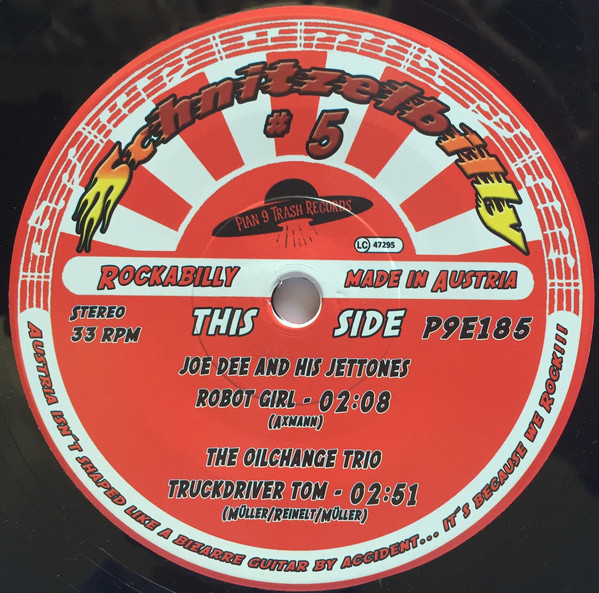 Schnitzelbilly
# 5
Plan 9 Trash Records
LC 47295
Rockabilly made in Austria
Stereo
33 RPM
THIS SIDE
P9E185
Joe Dee and his Jettones
Robot Girl - 02:08
(Axmann)
The Oilchange Trio
Truckdriver Tom - 02:51
(Müller/Reinelt/Müller)
Austria isn't shaped like a bizarre guitar by accident... it's because we Rock!!!